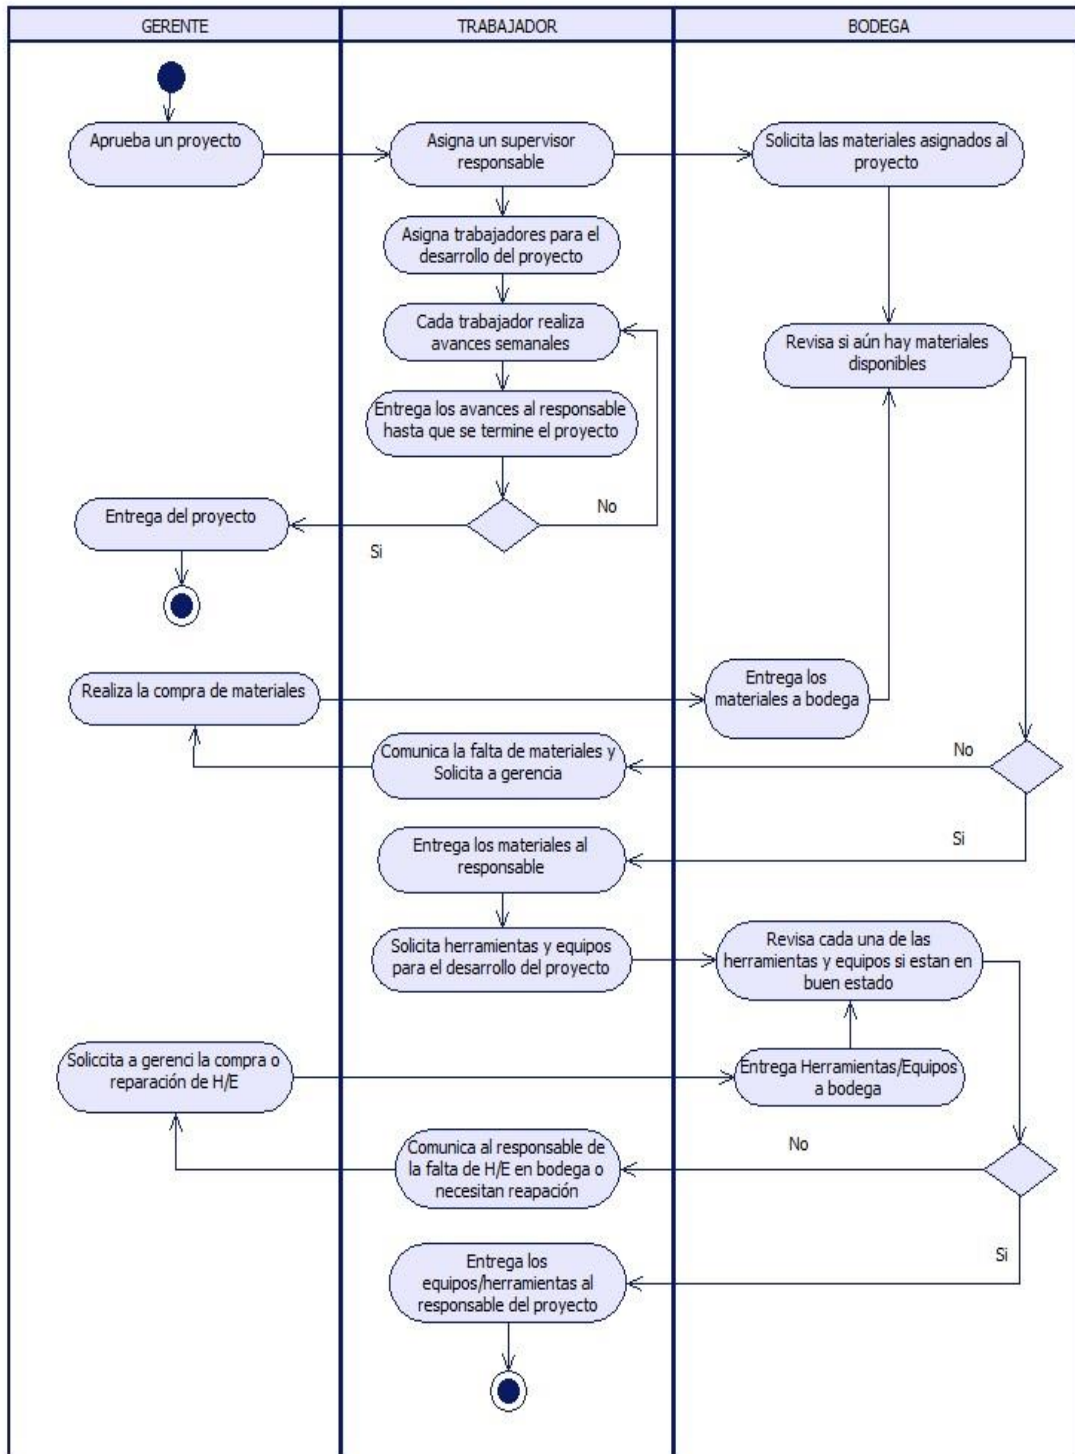 GERENTE
TRABAJADOR
BODEGA
Aprueba un proyecto
Asigna un supervisor
responsable
Solicita las materiales asignados al
proyecto
Asigna trabajadores para el
desarrollo del proyecto
Cada trabajador realiza
avances semanales
Revisa si aún hay materiales
disponibles
Entrega los avances al responsable
hasta que se termine el proyecto
No
Entrega del proyecto
Si
Realiza la compra de materiales
Entrega los
materiales a bodega
Comunica la falta de materiales y
Solicita a gerencia
No
Si
Entrega los materiales al
responsable
Solicita herramientas y equipos
para el desarrollo del proyecto
Revisa cada una de las
herramientas y equipos si estan en
buen estado
Soliccita a gerenci la compra o
reparación de H/E
Entrega Herramientas/Equipos
a bodega
Comunica al responsable de
la falta de H/E en bodega o
necesitan reapación
No
Si
Entrega los
equipos/herramientas al
responsable del proyecto